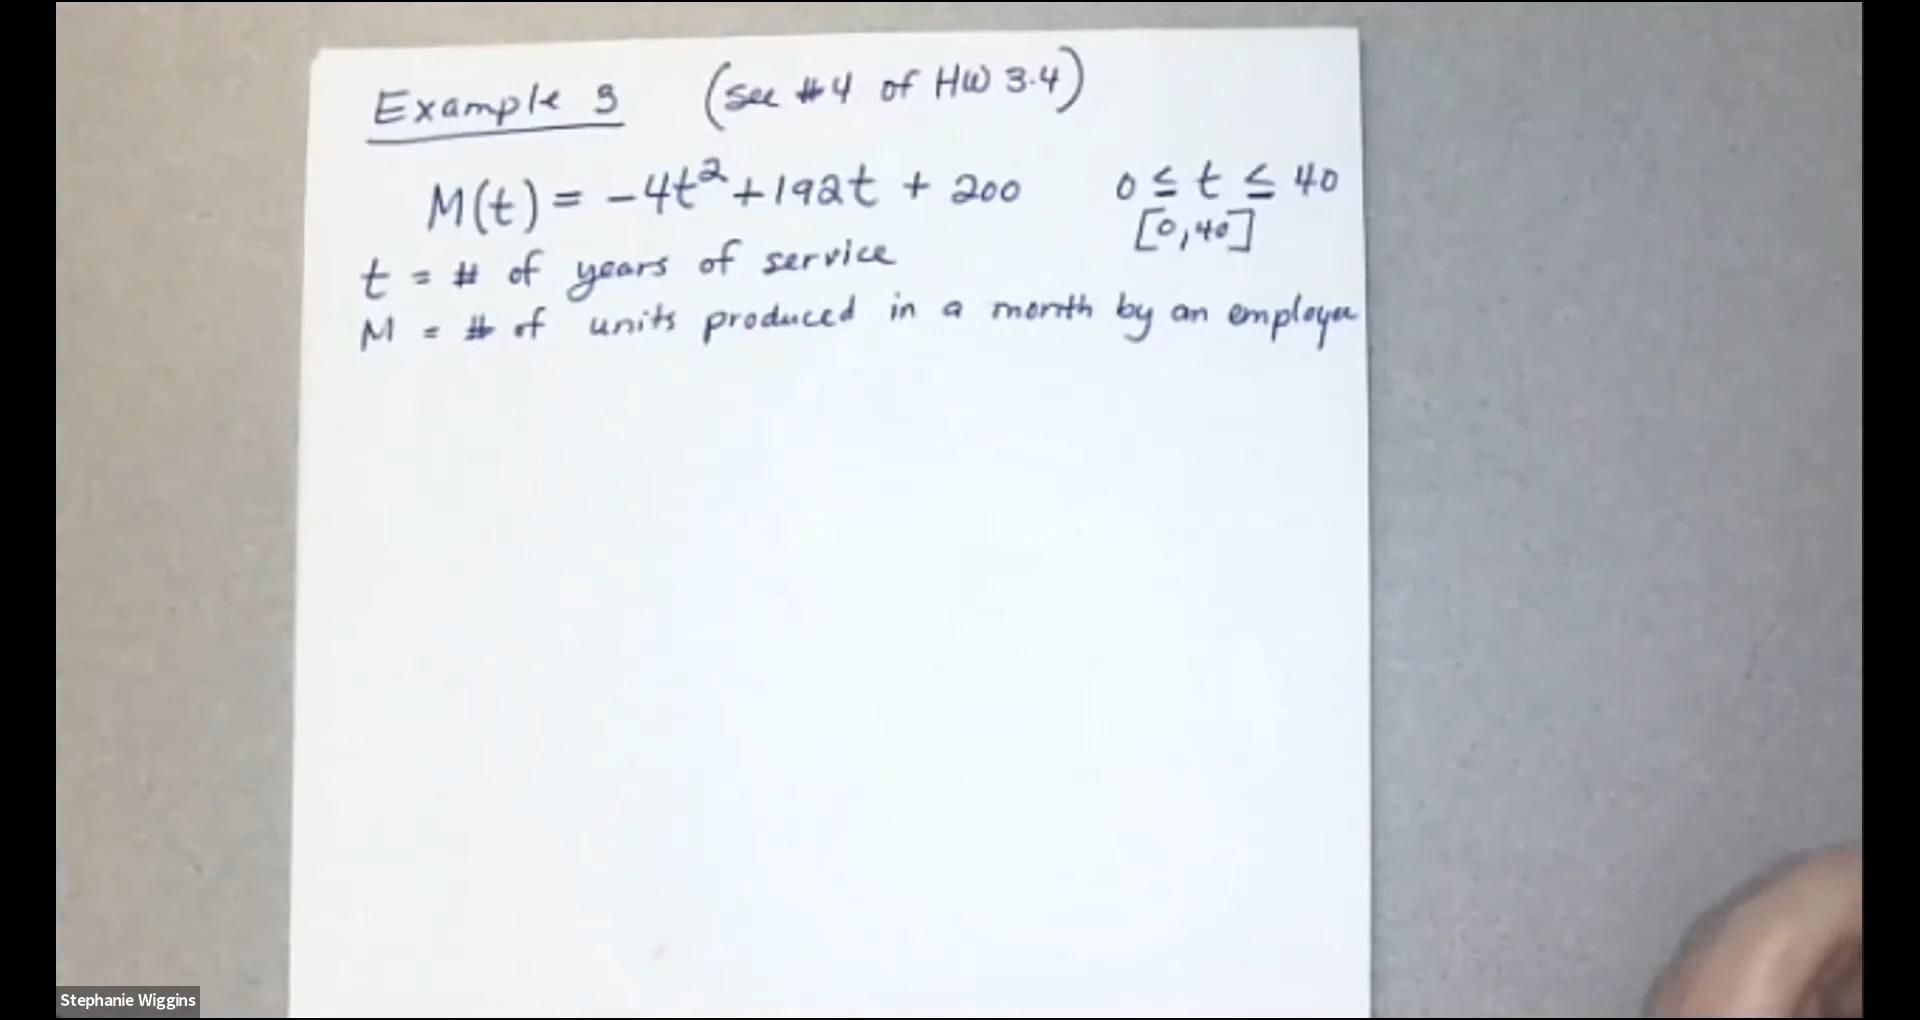 Example 3 (see #4 of HW 3.4)
M(t) = -4t² + 192t + 200 0 ≤ t ≤ 40
[0,40]
t = # of years of service
M = # of units produced in a month by an employee
Stephanie Wiggins